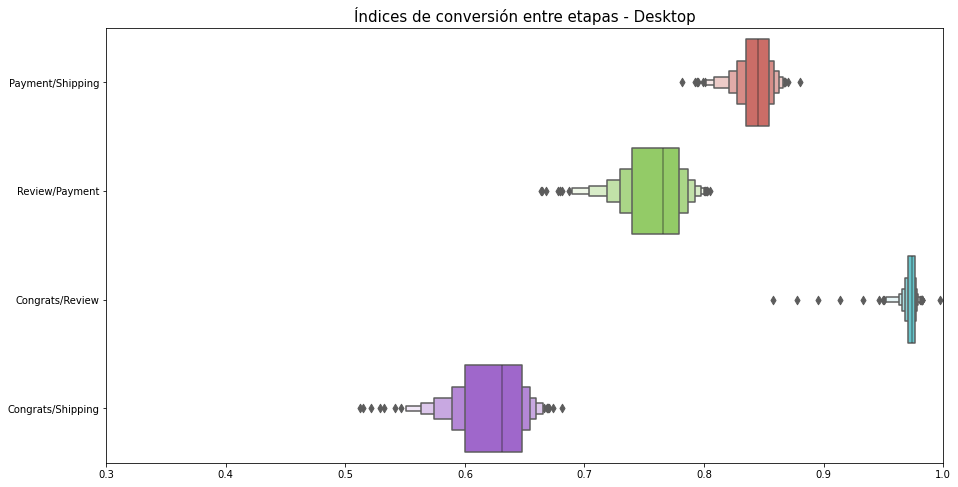 Índices de conversión entre etapas - Desktop
Payment/Shipping
Review/Payment
Congrats/Review
Congrats/Shipping
0.3 0.4 0.5 0.6 0.7 0.8 0.9 1.0